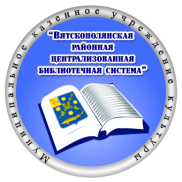 Муниципальное казенное учреждение культуры
"Вятскополянская
районная
централизованная
библиотечная система"